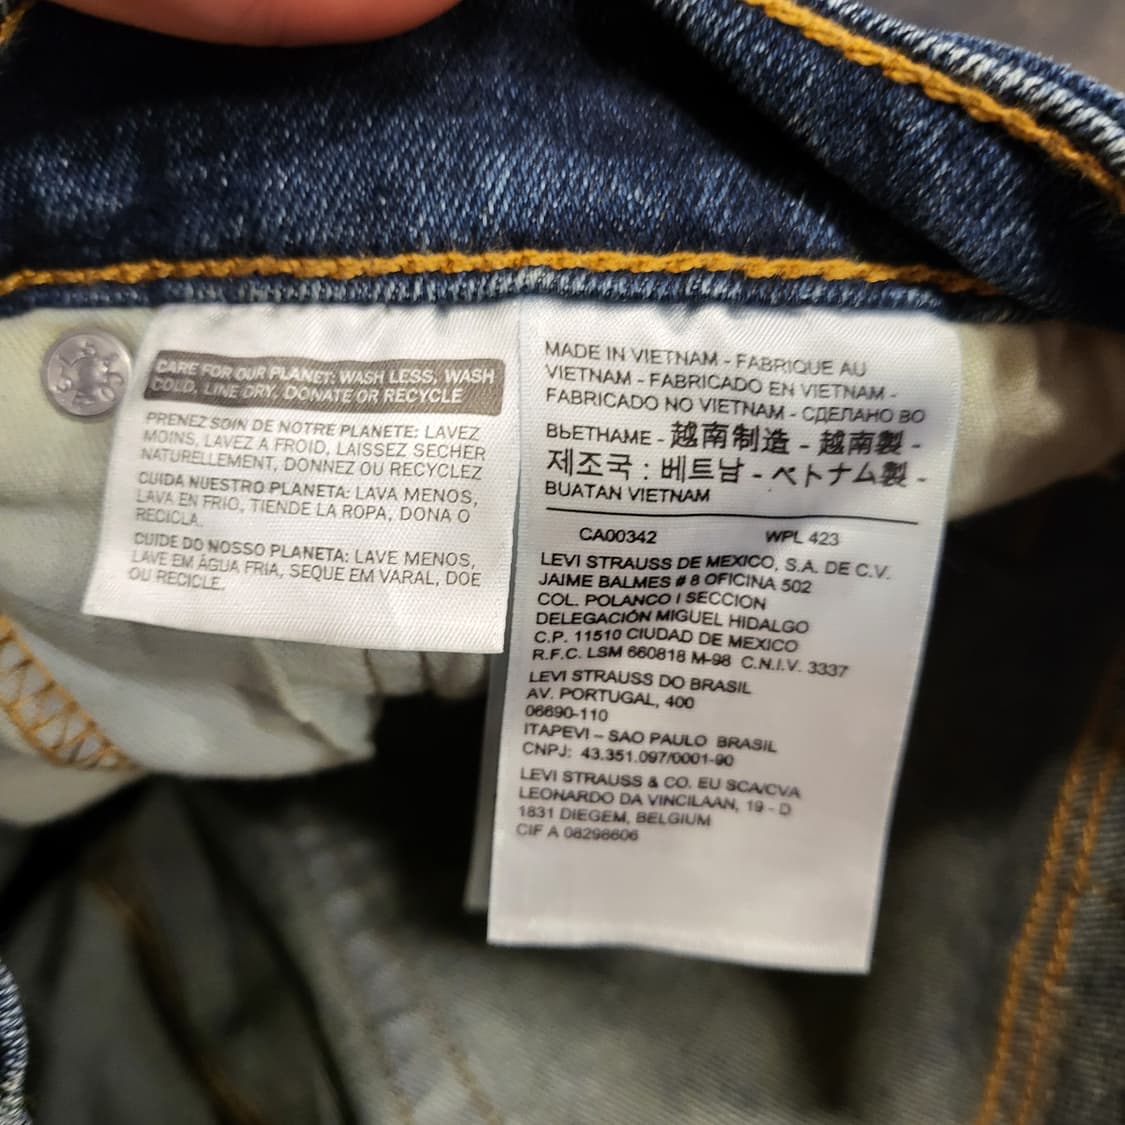 CARE FOR OUR PLANET: WASH LESS, WASH
COLD, LINE DRY, DONATE OR RECYCLE
PRENEZ SOIN DE NOTRE PLANETE: LAVEZ
MOINS, LAVEZ A FROID, LAISSEZ SECHER
NATURELLEMENT, DONNEZ OU RECYCLEZ
CUIDA NUESTRO PLANETA: LAVA MENOS,
LAVA EN FRIO, TIENDE LA ROPA, DONA O
RECICLA.
CUIDE DO NOSSO PLANETA: LAVE MENOS,
LAVE EM ÁGUA FRIA, SEQUE EM VARAL, DOE
OU RECICLE.
MADE IN VIETNAM - FABRIQUE AU
VIETNAM - FABRICADO EN VIETNAM -
FABRICADO NO VIETNAM - СДЕЛАНО ВО
ВЬЕТНАМЕ - 越南制造 - 越南製 -
제조국 : 베트남 - ベトナム製 -
BUATAN VIETNAM
CA00342 WPL 423
LEVI STRAUSS DE MEXICO, S.A. DE C.V.
JAIME BALMES # 8 OFICINA 502
COL. POLANCO I SECCION
DELEGACIÓN MIGUEL HIDALGO
C.P. 11510 CIUDAD DE MEXICO
R.F.C. LSM 660818 M-98 C.N.I.V. 3337
LEVI STRAUSS DO BRASIL
AV. PORTUGAL, 400
06690-110
ITAPEVI – SAO PAULO BRASIL
CNPJ: 43.351.097/0001-90
LEVI STRAUSS & CO. EU SCA/CVA
LEONARDO DA VINCILAAN, 19 - D
1831 DIEGEM, BELGIUM
CIF A 08298606